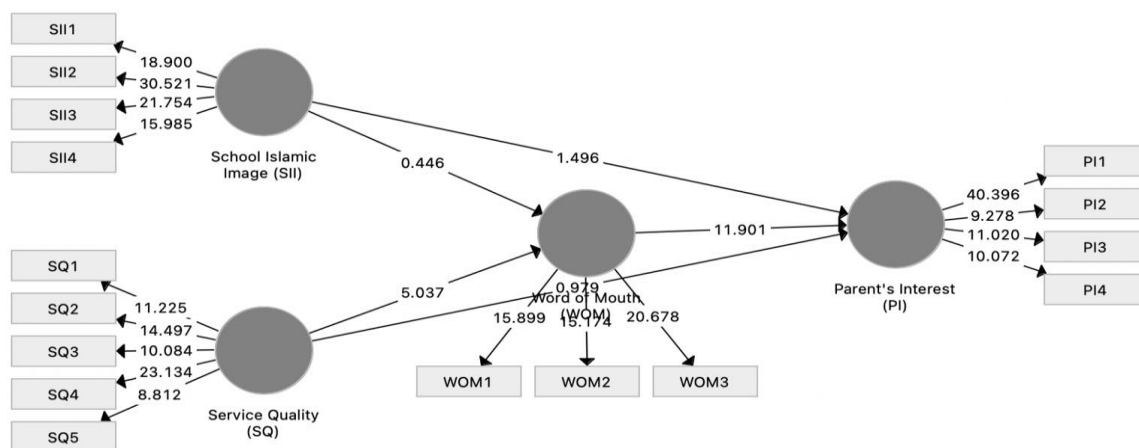 SII1
SII2
SII3
SII4
18.900
30.521
21.754
15.985
School Islamic
Image (SII)
1.496
0.446
SQ1
SQ2
SQ3
SQ4
SQ5
11.225
14.497
10.084
23.134
8.812
Service Quality
(SQ)
5.037
0.979
11.901
Word of Mouth
(WOM)
15.899
15.174
20.678
WOM1
WOM2
WOM3
Parent's Interest
(PI)
40.396
9.278
11.020
10.072
PI1
PI2
PI3
PI4